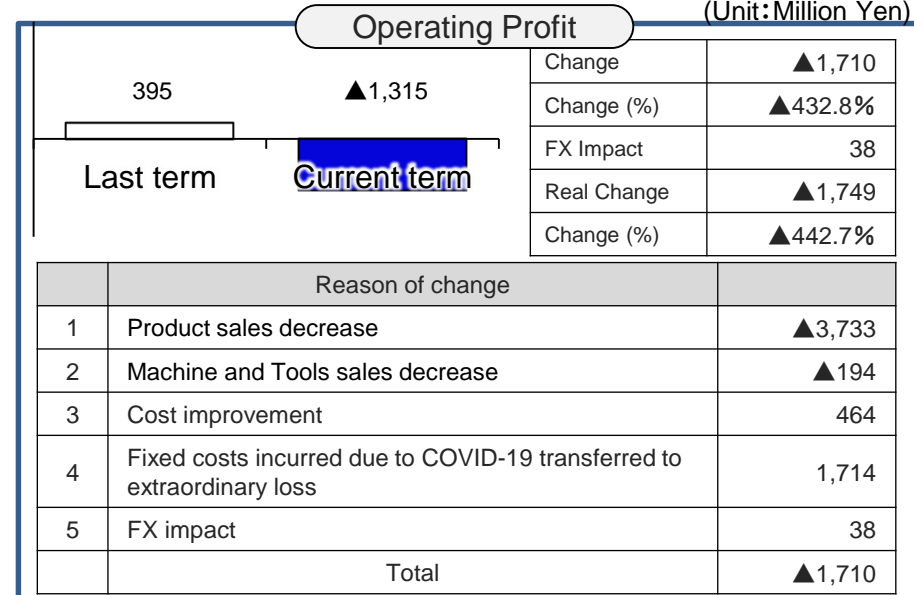 (Unit：Million Yen)
Operating Profit
395
▲1,315
Last term
Current term
Change ▲1,710
Change (%) ▲432.8％
FX Impact 38
Real Change ▲1,749
Change (%) ▲442.7％
Reason of change
1 Product sales decrease ▲3,733
2 Machine and Tools sales decrease ▲194
3 Cost improvement 464
4 Fixed costs incurred due to COVID-19 transferred to
extraordinary loss 1,714
5 FX impact 38
Total ▲1,710